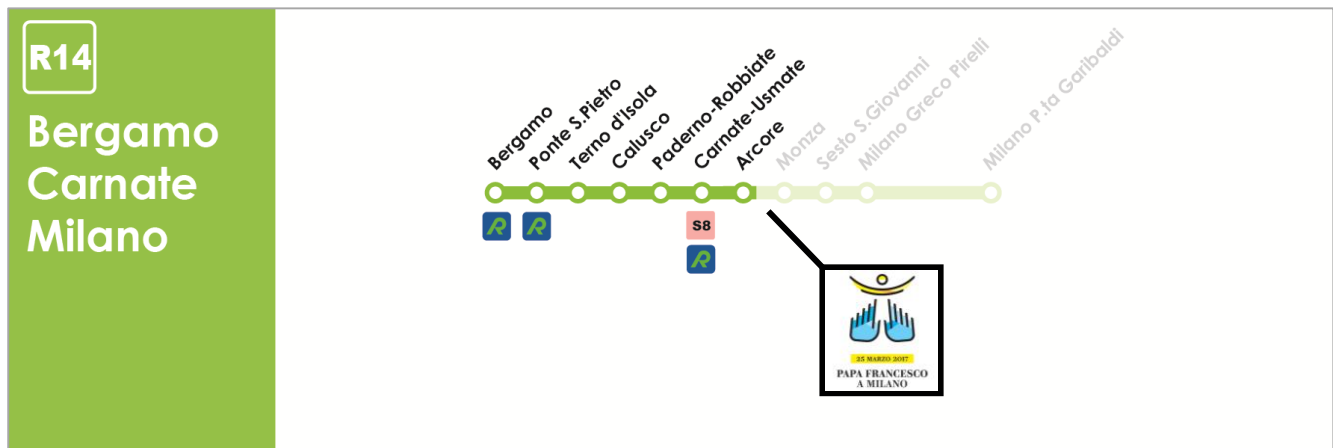 R14
Bergamo
Carnate
Milano
Bergamo
Ponte S.Pietro
Terno d'Isola
Calusco
Paderno-Robbiate
Carnate-Usmate
Arcore
Monza
Sesto S.Giovanni
Milano Greco Pirelli
Milano P.ta Garibaldi
R
R
S8
R
25 MARZO 2017
PAPA FRANCESCO
A MILANO